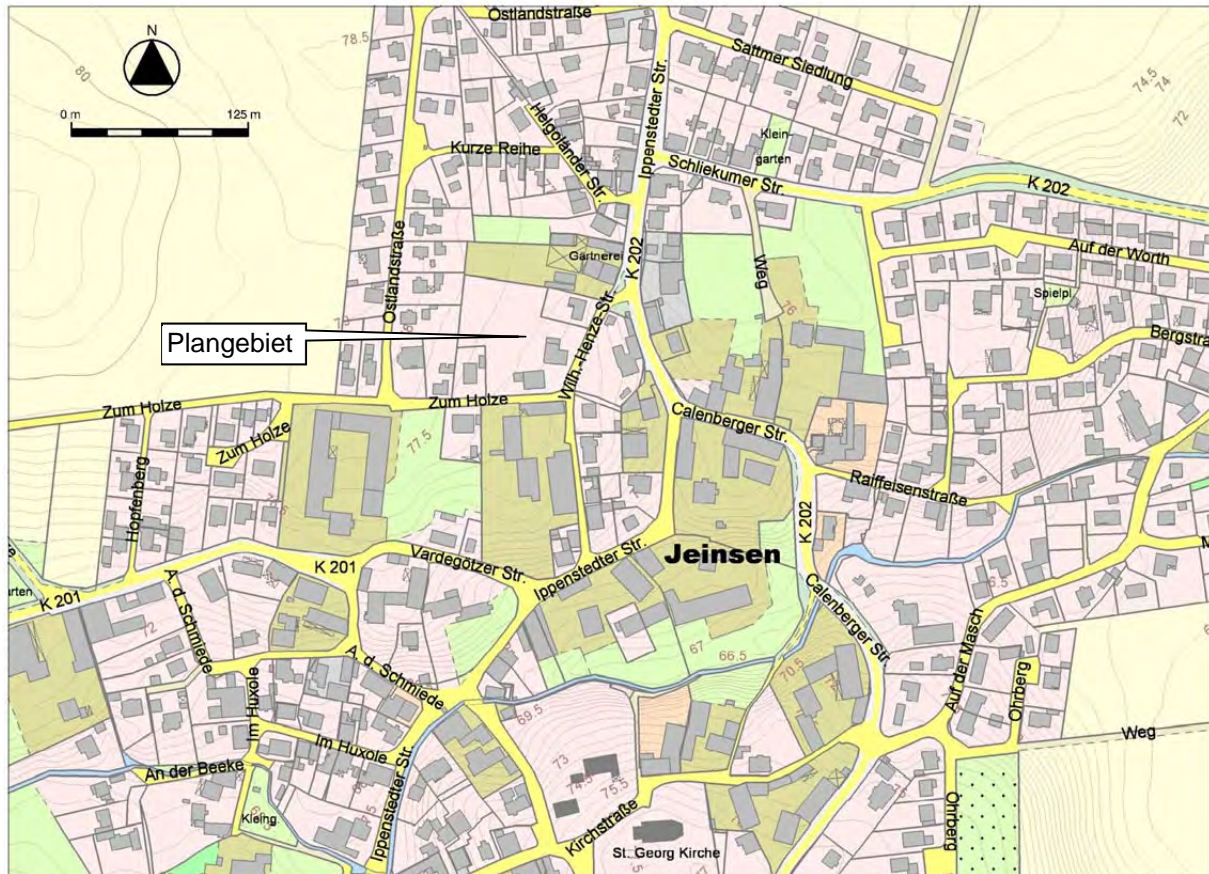 Ostlandstraße
N
78.5
Sattmer Siedlung
80
74.5
74
72
0 m
125 m
Ippenstedter Str.
Helgoländer Str.
Klein
garten
Kurze Reihe
Schliekumer Str.
K 202
Auf der Worth
Gärtnerei
K 202
Weg
Spielpl.
Ostlandstraße
76
Wilh.-Henze-Str.
Plangebiet
Zum Holze
Zum Holze
Calenberger Str.
Zum Holze
77.5
Raiffeisenstraße
Hopfenberg
K 202
Vardegötzer Str.
Ippenstedter Str.
Jeinsen
K 201
K 201
A. d. Schmiede
72
Calenberger Str.
67
66.5
Auf der Masch
A. d. Schmiede
70.5
Ohrberg
Im Huxole
69.5
Weg
Im Huxole
73
An der Beeke
75.5
Ippenstedter Str.
Kleing.
Kirchstraße
Ohrberg
St. Georg Kirche